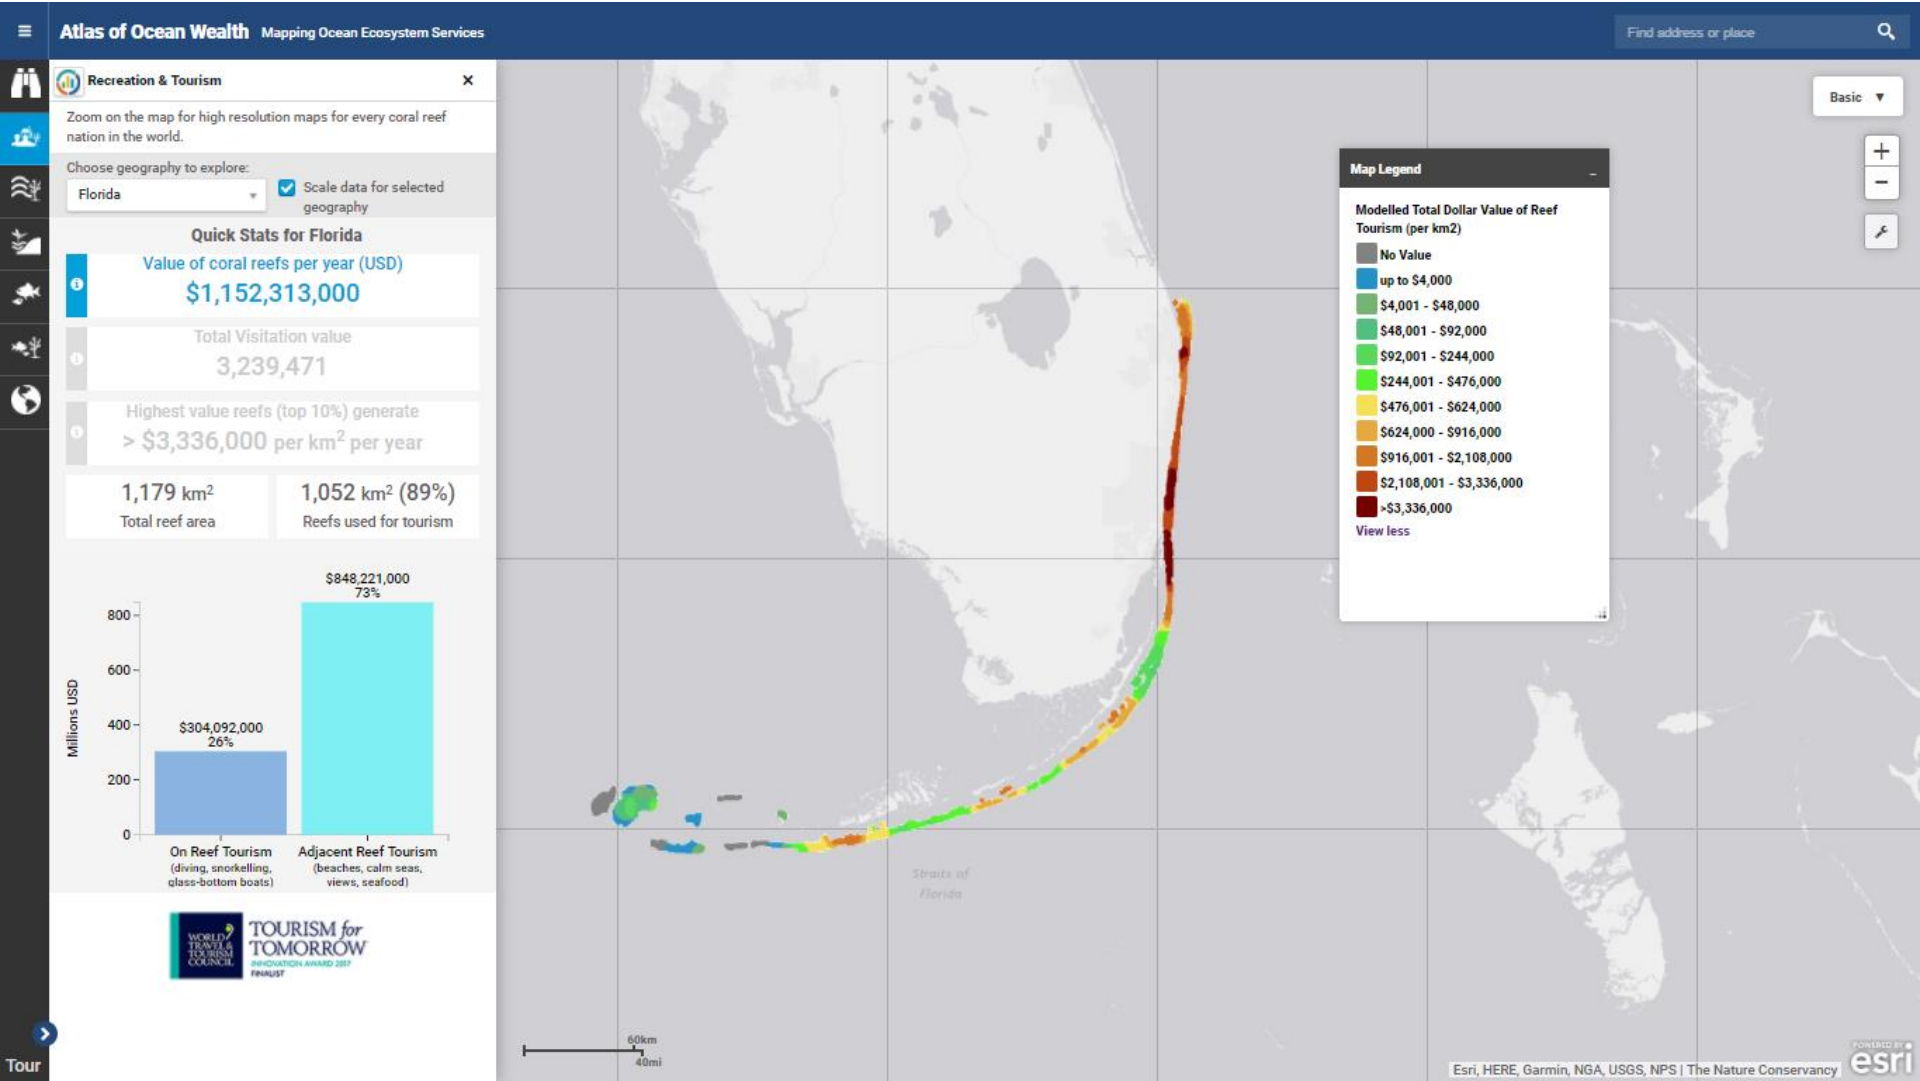 Atlas of Ocean Wealth Mapping Ocean Ecosystem Services
Find address or place
Recreation & Tourism
Zoom on the map for high resolution maps for every coral reef
nation in the world.
Choose geography to explore:
Florida
Scale data for selected
geography
Quick Stats for Florida
Value of coral reefs per year (USD)
$1,152,313,000
Total Visitation value
3,239,471
Highest value reefs (top 10%) generate
> $3,336,000 per km² per year
1,179 km²
Total reef area
1,052 km² (89%)
Reefs used for tourism
Millions USD
800
600
400
200
0
$304,092,000
26%
$848,221,000
73%
On Reef Tourism
(diving, snorkelling,
glass-bottom boats)
Adjacent Reef Tourism
(beaches, calm seas,
views, seafood)
WORLD
TRAVEL &
TOURISM
COUNCIL
TOURISM for
TOMORROW
INNOVATION AWARD 2017
FINALIST
Tour
Basic
Map Legend
Modelled Total Dollar Value of Reef
Tourism (per km2)
No Value
up to $4,000
$4,001 - $48,000
$48,001 - $92,000
$92,001 - $244,000
$244,001 - $476,000
$476,001 - $624,000
$624,000 - $916,000
$916,001 - $2,108,000
$2,108,001 - $3,336,000
>$3,336,000
View less
Straits of
Florida
60km
40mi
Esri, HERE, Garmin, NGA, USGS, NPS | The Nature Conservancy
POWERED BY
esri